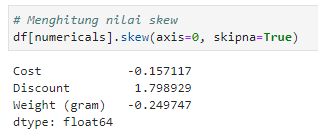 # Menghitung nilai skew
df[numericals].skew(axis=0, skipna=True)
Cost -0.157117
Discount 1.798929
Weight (gram) -0.249747
dtype: float64